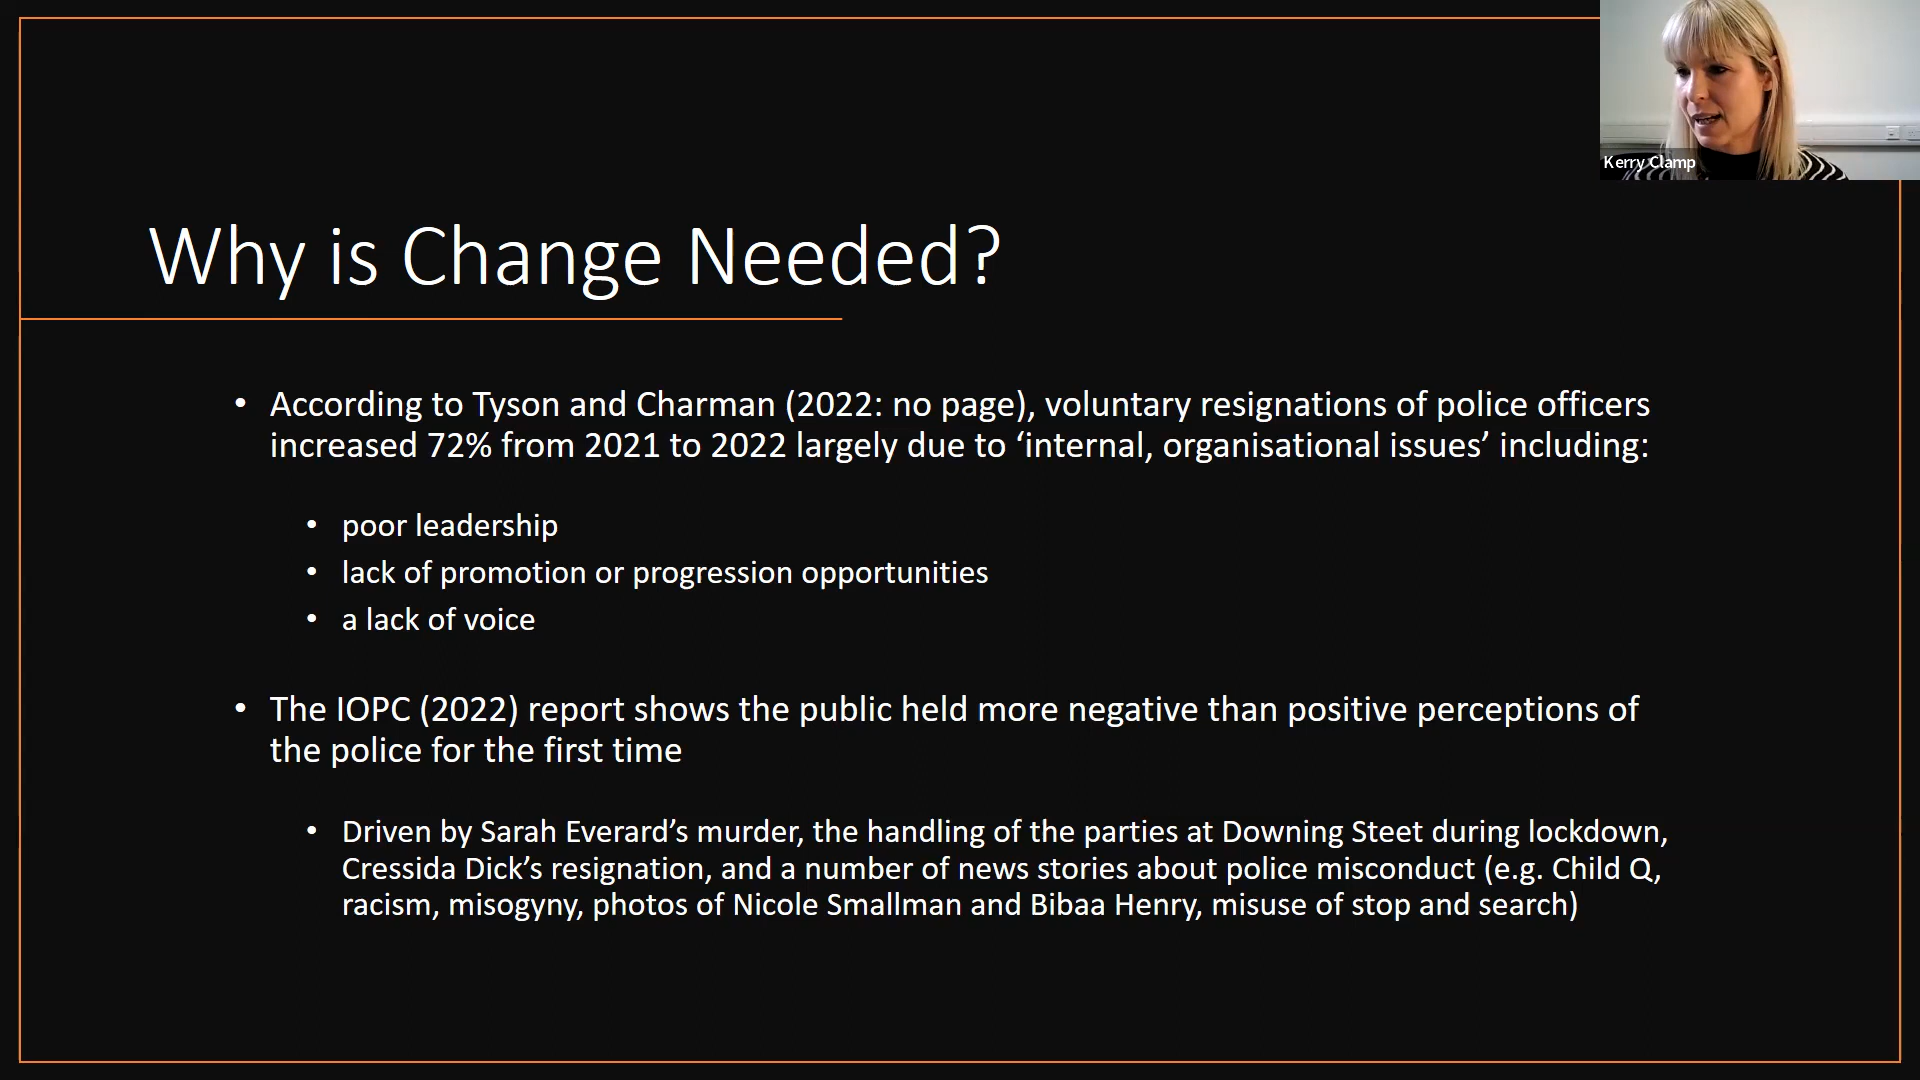 Kerry Clamp
Why is Change Needed?
• According to Tyson and Charman (2022: no page), voluntary resignations of police officers
increased 72% from 2021 to 2022 largely due to ‘internal, organisational issues’ including:
• poor leadership
• lack of promotion or progression opportunities
• a lack of voice
• The IOPC (2022) report shows the public held more negative than positive perceptions of
the police for the first time
• Driven by Sarah Everard’s murder, the handling of the parties at Downing Steet during lockdown,
Cressida Dick’s resignation, and a number of news stories about police misconduct (e.g. Child Q,
racism, misogyny, photos of Nicole Smallman and Bibaa Henry, misuse of stop and search)